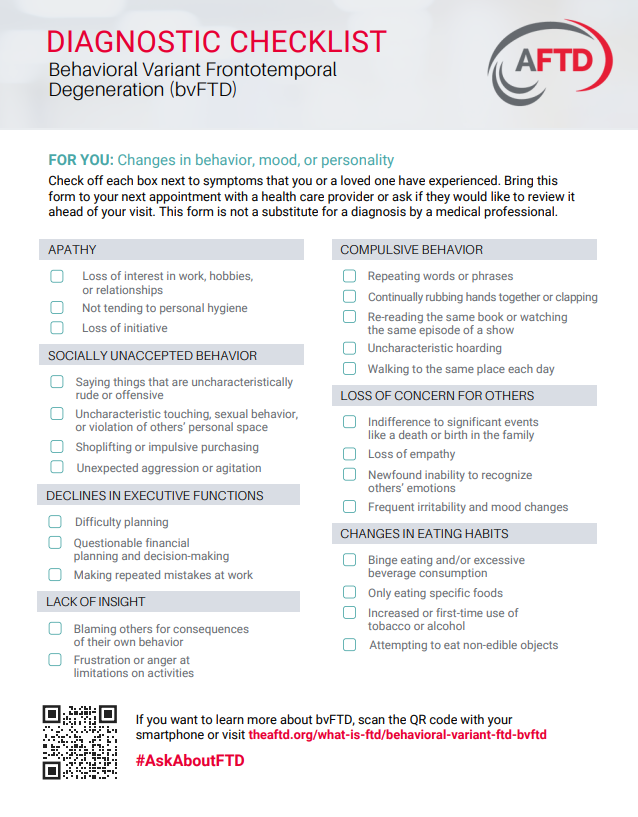 DIAGNOSTIC CHECKLIST
Behavioral Variant Frontotemporal
Degeneration (bvFTD)
AFTD
FOR YOU: Changes in behavior, mood, or personality
Check off each box next to symptoms that you or a loved one have experienced. Bring this
form to your next appointment with a health care provider or ask if they would like to review it
ahead of your visit. This form is not a substitute for a diagnosis by a medical professional.
APATHY
Loss of interest in work, hobbies,
or relationships
Not tending to personal hygiene
Loss of initiative
SOCIALLY UNACCEPTED BEHAVIOR
Saying things that are uncharacteristically
rude or offensive
Uncharacteristic touching, sexual behavior,
or violation of others' personal space
Shoplifting or impulsive purchasing
Unexpected aggression or agitation
DECLINES IN EXECUTIVE FUNCTIONS
Difficulty planning
Questionable financial
planning and decision-making
Making repeated mistakes at work
LACK OF INSIGHT
Blaming others for consequences
of their own behavior
Frustration or anger at
limitations on activities
COMPULSIVE BEHAVIOR
Repeating words or phrases
Continually rubbing hands together or clapping
Re-reading the same book or watching
the same episode of a show
Uncharacteristic hoarding
Walking to the same place each day
LOSS OF CONCERN FOR OTHERS
Indifference to significant events
like a death or birth in the family
Loss of empathy
Newfound inability to recognize
others' emotions
Frequent irritability and mood changes
CHANGES IN EATING HABITS
Binge eating and/or excessive
beverage consumption
Only eating specific foods
Increased or first-time use of
tobacco or alcohol
Attempting to eat non-edible objects
If you want to learn more about bvFTD, scan the QR code with your
smartphone or visit theaftd.org/what-is-ftd/behavioral-variant-ftd-bvftd
#AskAboutFTD